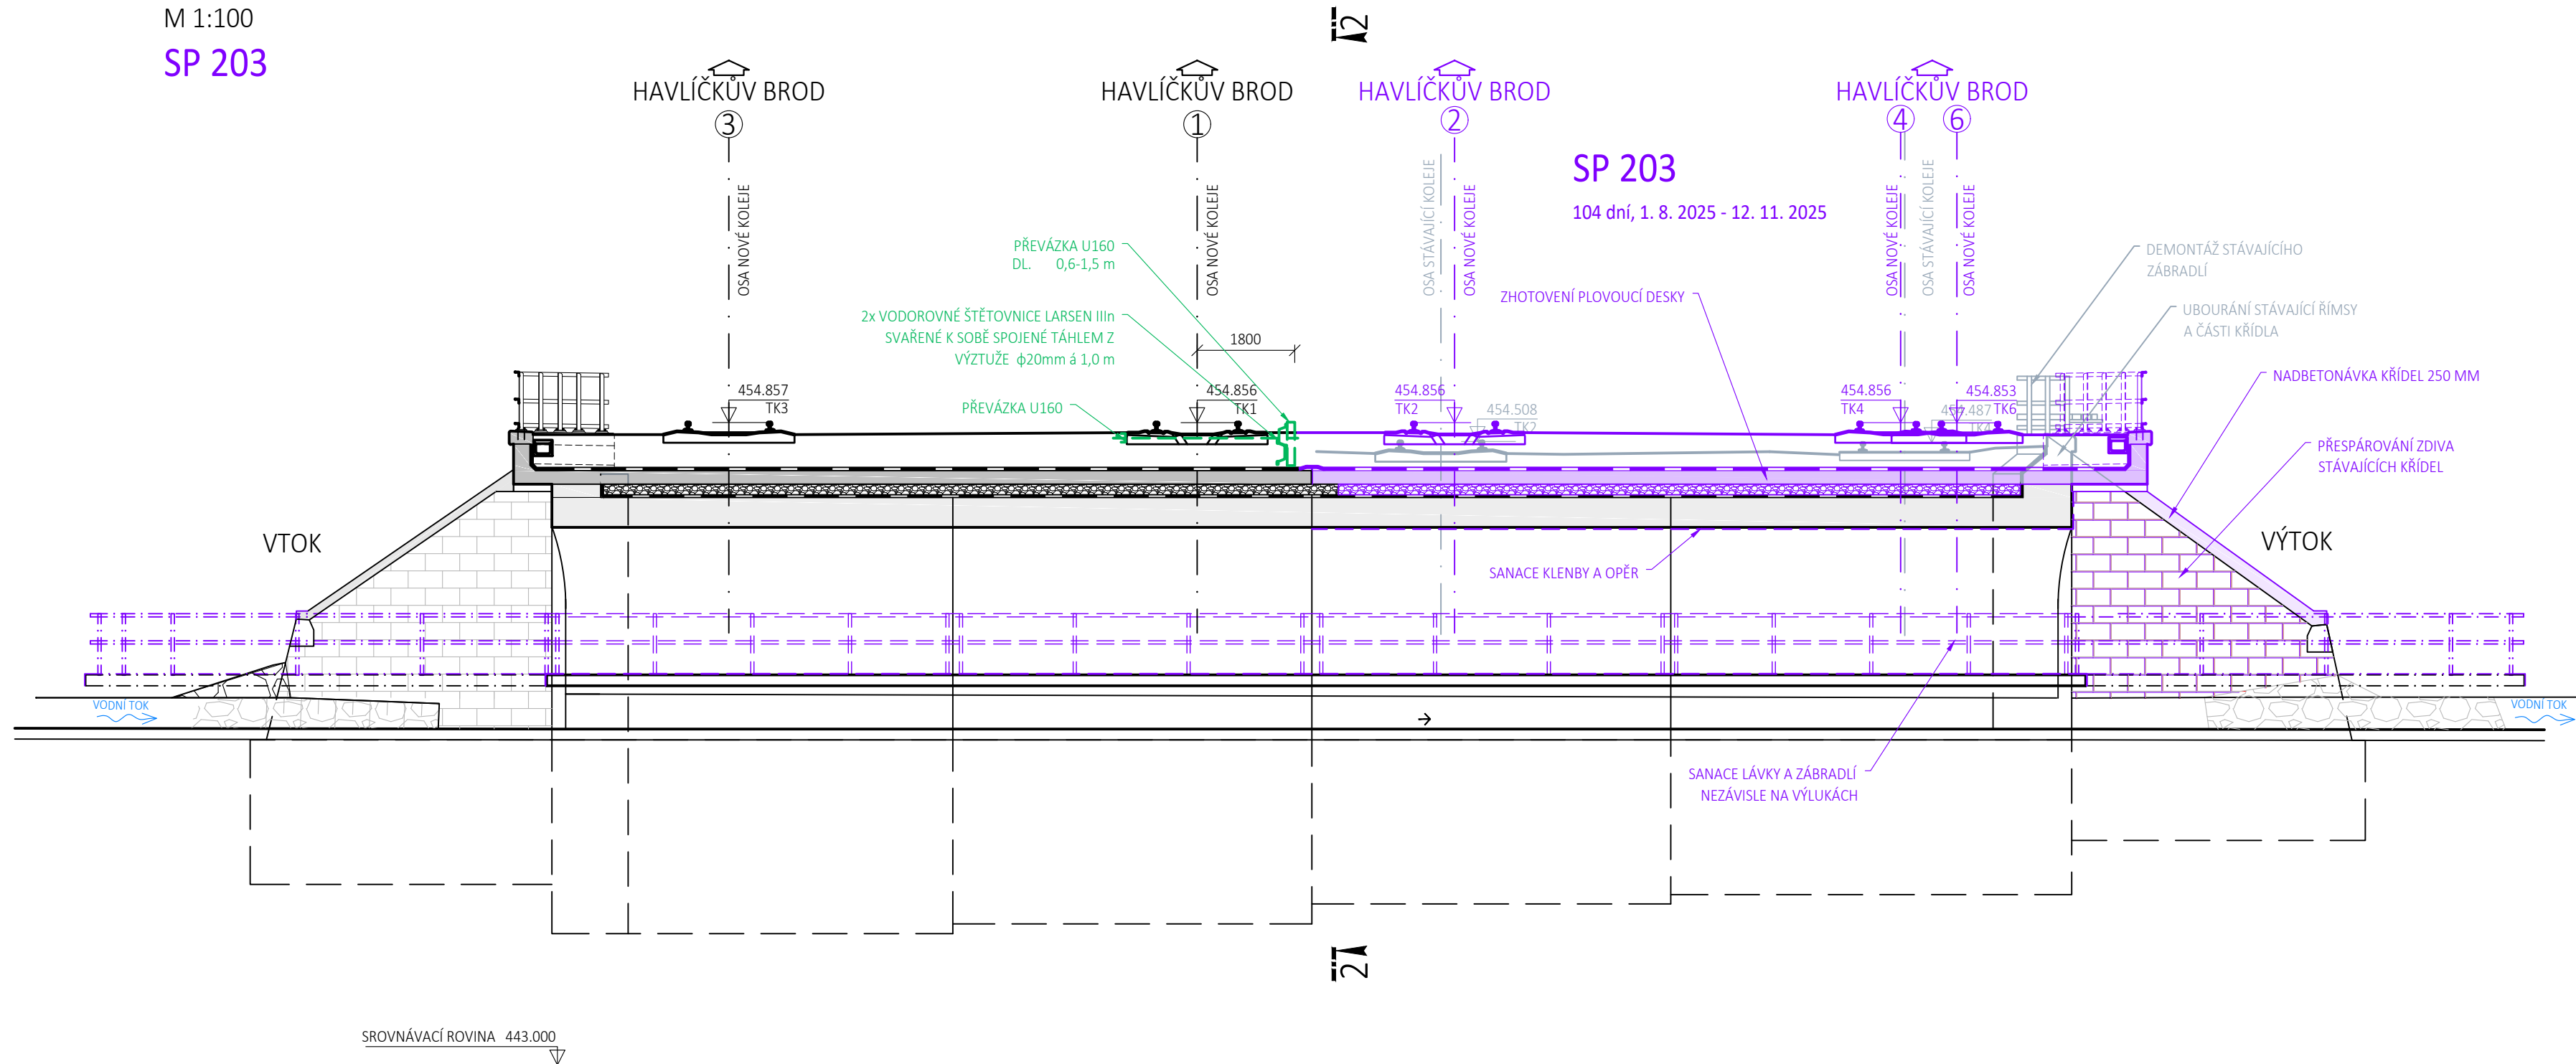 M 1:100
SP 203
2
HAVLÍČKŮV BROD
3
HAVLÍČKŮV BROD
1
HAVLÍČKŮV BROD
2
HAVLÍČKŮV BROD
4
6
OSA NOVÉ KOLEJE
OSA NOVÉ KOLEJE
OSA STÁVAJÍCÍ KOLEJE
OSA NOVÉ KOLEJE
OSA NOVÉ KOLEJE
OSA STÁVAJÍCÍ KOLEJE
OSA NOVÉ KOLEJE
SP 203
104 dní, 1. 8. 2025 - 12. 11. 2025
PŘEVÁZKA U160
DL. 0,6-1,5 m
2x VODOROVNÉ ŠTĚTOVNICE LARSEN IIIn
SVAŘENÉ K SOBĚ SPOJENÉ TÁHLEM Z
VÝZTUŽE ϕ20mm á 1,0 m
PŘEVÁZKA U160
1800
ZHOTOVENÍ PLOVOUCÍ DESKY
DEMONTÁŽ STÁVAJÍCÍHO
ZÁBRADLÍ
UBOURÁNÍ STÁVAJÍCÍ ŘÍMSY
A ČÁSTI KŘÍDLA
NADBETONÁVKA KŘÍDEL 250 MM
PŘESPÁROVÁNÍ ZDIVA
STÁVAJÍCÍCH KŘÍDEL
454.857
TK3
454.856
TK1
454.856
TK2
454.508
TK2
454.856
TK4
454.487
TK4
454.853
TK6
VTOK
VÝTOK
SANACE KLENBY A OPĚR
VODNÍ TOK
VODNÍ TOK
SANACE LÁVKY A ZÁBRADLÍ
NEZÁVISLE NA VÝLUKÁCH
2
SROVNÁVACÍ ROVINA 443.000